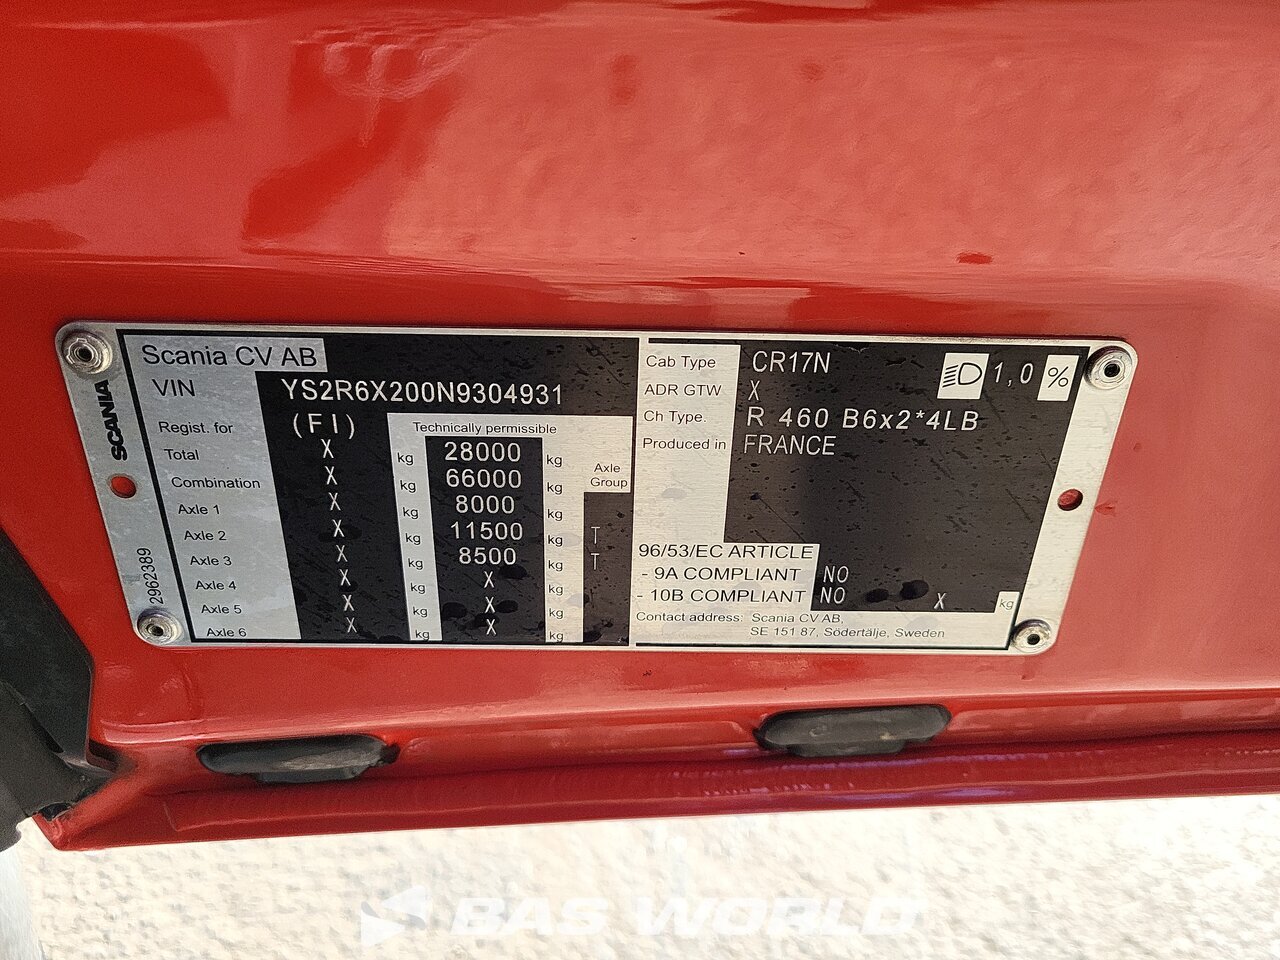 SCANIA
2962389
Scania CV AB
VIN YS2R6X200N9304931
Regist. for (FI) Technically permissible
Total X kg 28000 kg
Combination X kg 66000 kg Axle Group
Axle 1 X kg 8000 kg
Axle 2 X kg 11500 kg T
Axle 3 X kg 8500 kg T
Axle 4 X kg X kg
Axle 5 X kg X kg
Axle 6 X kg X kg
Cab Type CR17N 1,0 %
ADR GTW X
Ch Type. R 460 B6x2*4LB
Produced in FRANCE
96/53/EC ARTICLE
- 9A COMPLIANT NO
- 10B COMPLIANT NO X kg
Contact address: Scania CV AB,
SE 151 87, Södertälje, Sweden
BAS WORLD